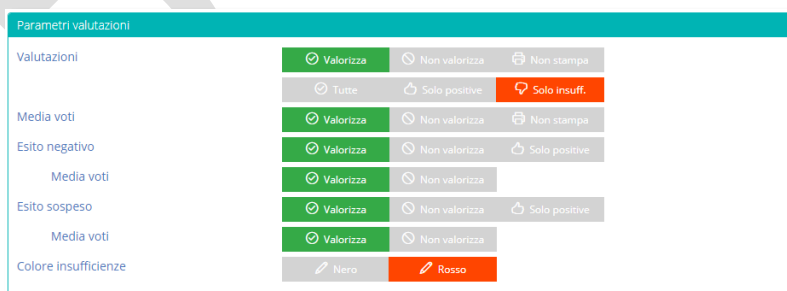 Parametri valutazioni
Valutazioni Valorizza Non valorizza Non stampa
Tutte Solo positive Solo insuff.
Media voti Valorizza Non valorizza Non stampa
Esito negativo Valorizza Non valorizza Solo positive
Media voti Valorizza Non valorizza
Esito sospeso Valorizza Non valorizza Solo positive
Media voti Valorizza Non valorizza
Colore insufficienze Nero Rosso